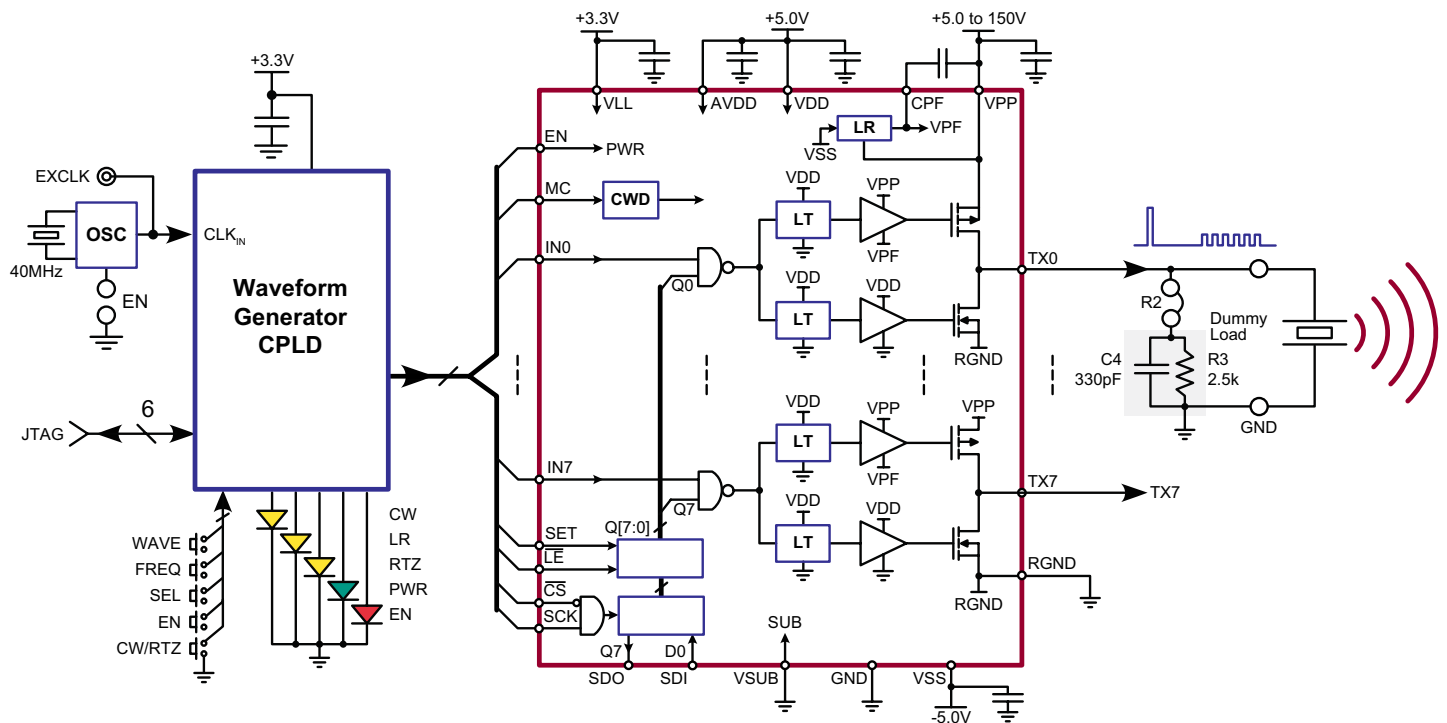 +3.3V
+5.0V
+5.0 to 150V
+3.3V
VLL
AVDD
VDD
CPF
VPP
EN
PWR
LR
VPF
VSS
EXCLK
MC
CWD
VDD
VPP
OSC
CLKIN
LT
VPF
40MHz
IN0
Q0
TX0
EN
Waveform
Generator
CPLD
VDD
VDD
LT
R2
Dummy
Load
RGND
C4
330pF
R3
2.5k
6
JTAG
VDD
VPP
VPP
GND
LT
VPF
IN7
Q7
TX7
TX7
VDD
VDD
CW
LR
RTZ
PWR
EN
SET
Q[7:0]
LE
LT
WAVE
FREQ
SEL
EN
CW/RTZ
CS
SCK
RGND
RGND
Q7
D0
SUB
SDO
SDI
VSUB
GND
VSS
-5.0V